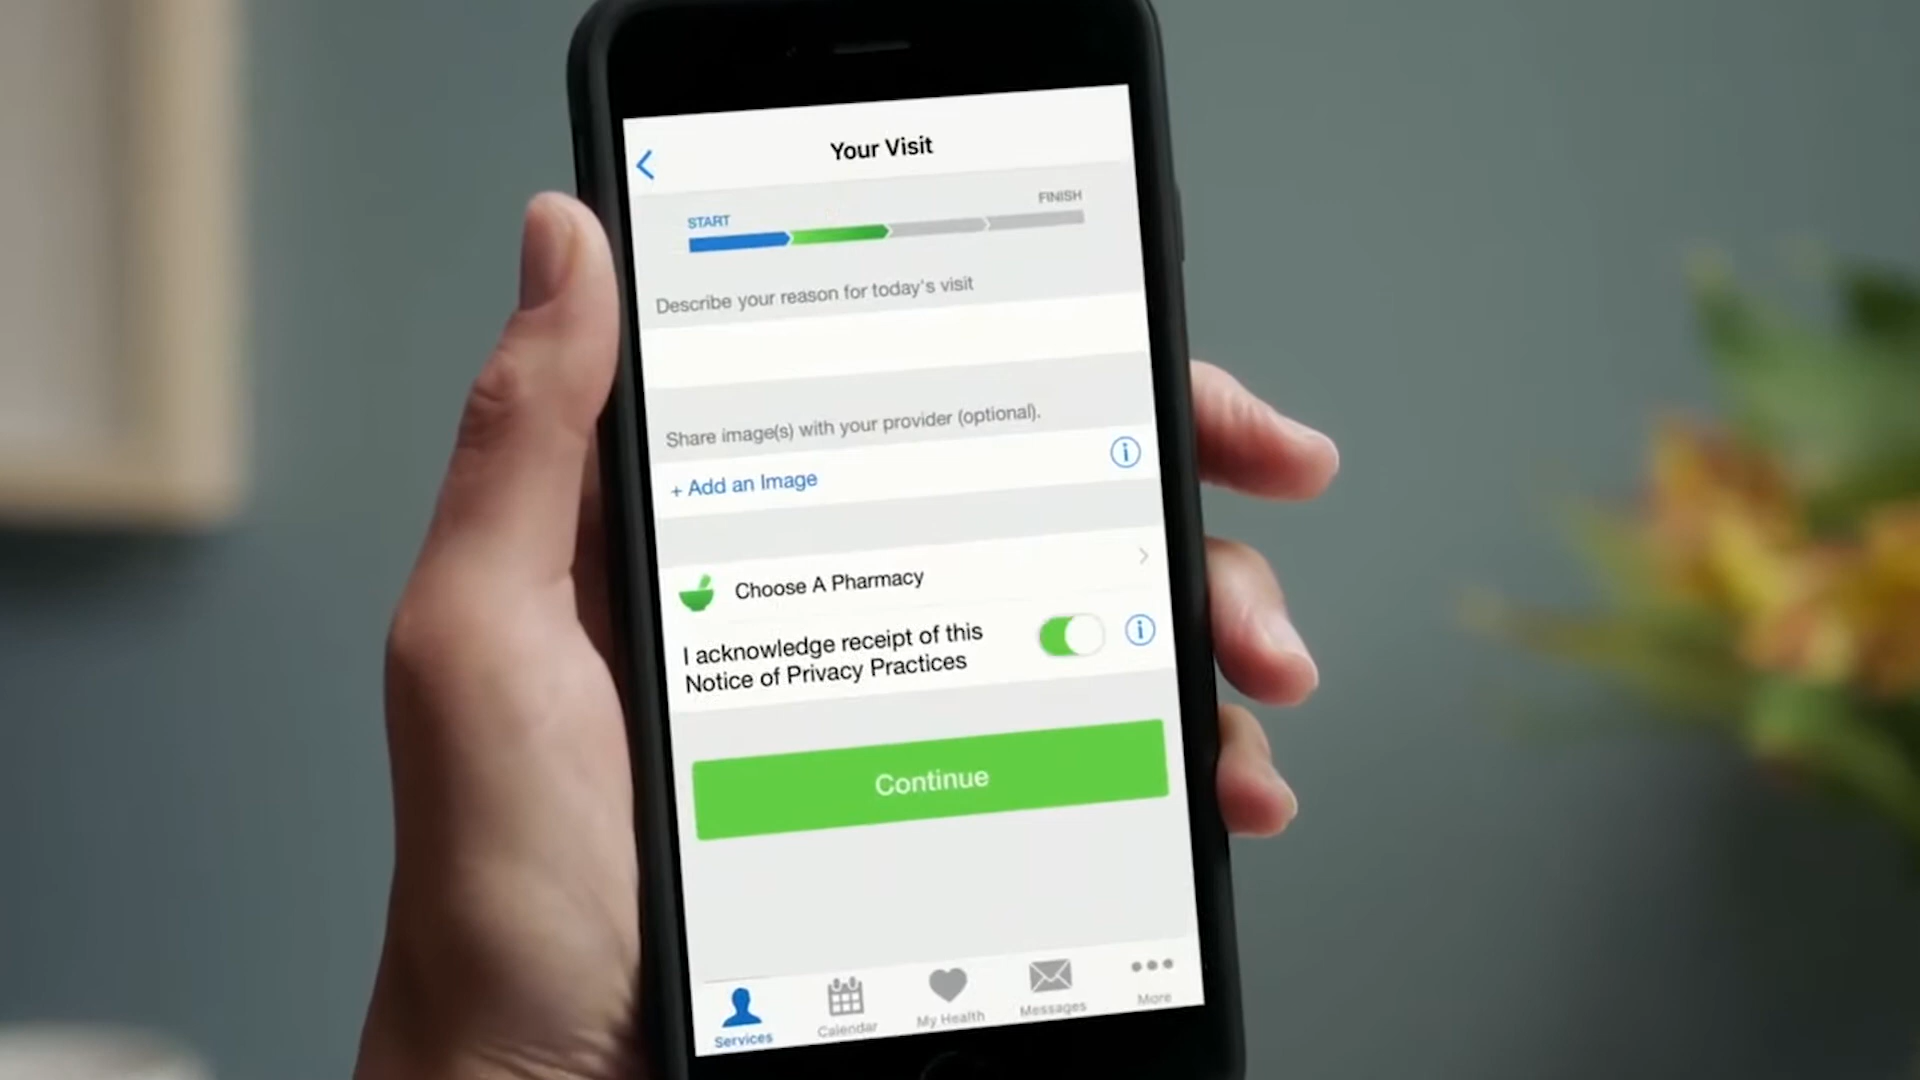 Your Visit
START
FINISH
Describe your reason for today's visit
Share image(s) with your provider (optional).
+ Add an Image
Choose A Pharmacy
I acknowledge receipt of this
Notice of Privacy Practices
Continue
Services
Calendar
My Health
Messages
More